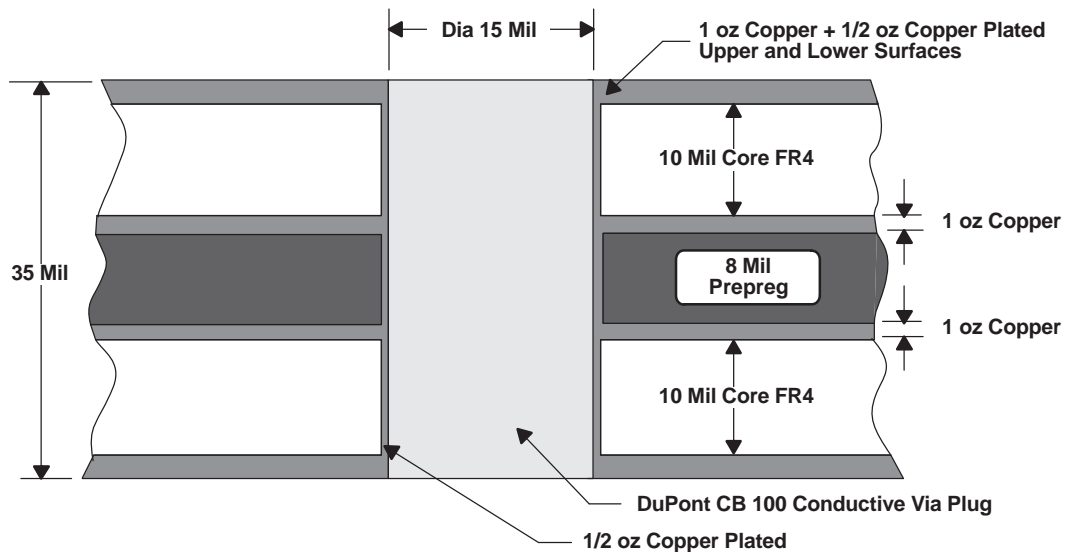 Dia 15 Mil
1 oz Copper + 1/2 oz Copper Plated
Upper and Lower Surfaces
10 Mil Core FR4
1 oz Copper
35 Mil
8 Mil
Prepreg
1 oz Copper
10 Mil Core FR4
DuPont CB 100 Conductive Via Plug
1/2 oz Copper Plated